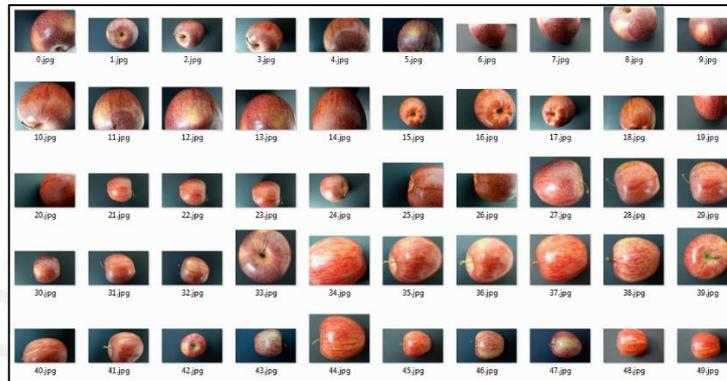 0.jpg 1.jpg 2.jpg 3.jpg 4.jpg 5.jpg 6.jpg 7.jpg 8.jpg 9.jpg
10.jpg 11.jpg 12.jpg 13.jpg 14.jpg 15.jpg 16.jpg 17.jpg 18.jpg 19.jpg
20.jpg 21.jpg 22.jpg 23.jpg 24.jpg 25.jpg 26.jpg 27.jpg 28.jpg 29.jpg
30.jpg 31.jpg 32.jpg 33.jpg 34.jpg 35.jpg 36.jpg 37.jpg 38.jpg 39.jpg
40.jpg 41.jpg 42.jpg 43.jpg 44.jpg 45.jpg 46.jpg 47.jpg 48.jpg 49.jpg